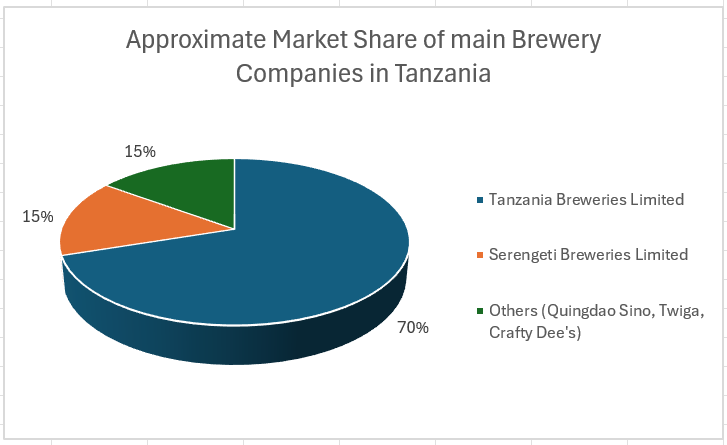 Approximate Market Share of main Brewery
Companies in Tanzania
15%
15%
70%
Tanzania Breweries Limited
Serengeti Breweries Limited
Others (Quingdao Sino, Twiga,
Crafty Dee's)